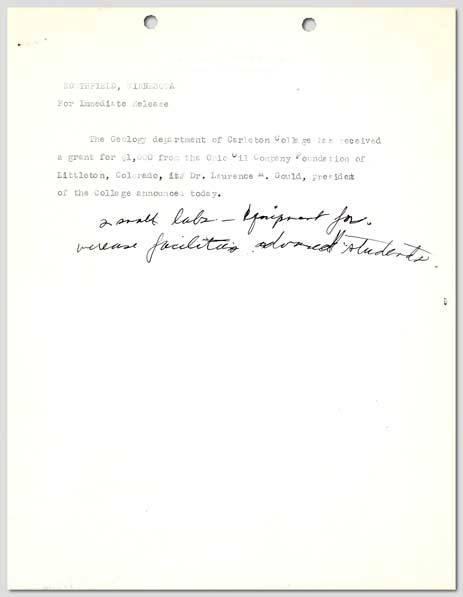 NORTHFIELD, MINNESOTA
For Immediate Release
The Geology department of Carleton College has received
a grant for $1,000 from the Ohio Oil Company Foundation of
Littleton, Colorado, Dr. Laurence M. Gould, president
of the College announced today.
2 small labs - Equipment for
increase facilities advanced students.